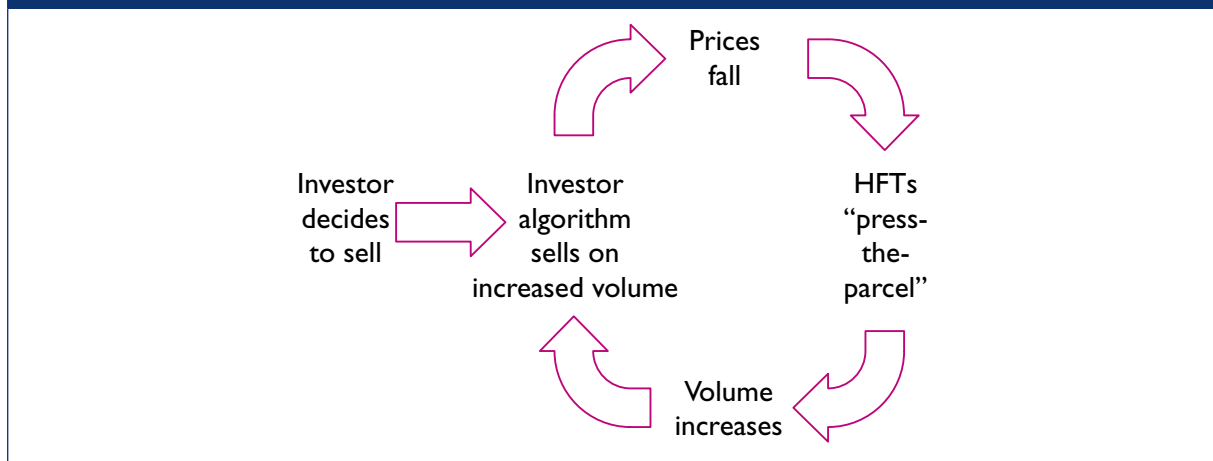 Prices
fall
Investor
decides
to sell
Investor
algorithm
sells on
increased volume
HFTs
“press-
the-
parcel”
Volume
increases